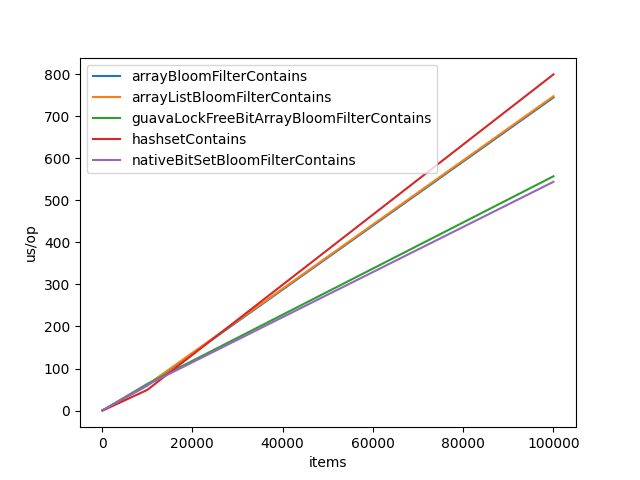 arrayBloomFilterContains
arrayListBloomFilterContains
guavaLockFreeBitArrayBloomFilterContains
hashsetContains
nativeBitSetBloomFilterContains
us/op
800
700
600
500
400
300
200
100
0
0 20000 40000 60000 80000 100000
items